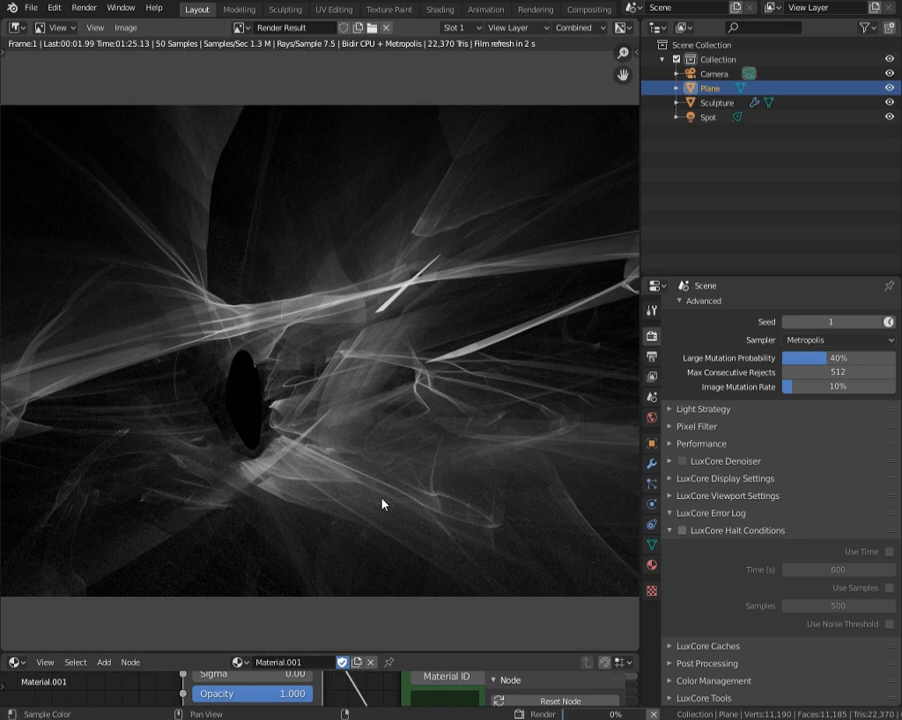 File Edit Render Window Help Layout Modeling Sculpting UV Editing Texture Paint Shading Animation Rendering Compositing Scene View Layer
View View Image Render Result Slot 1 View Layer Combined
Frame:1 | Last:00:01.99 Time:01:25.13 | 50 Samples | Samples/Sec 1.3 M | Rays/Sample 7.5 | Bidir CPU + Metropolis | 22,370 Tris | Film refresh in 2 s
Scene Collection
Collection
Camera
Plane
Sculpture
Spot
Scene
Advanced
Seed 1
Sampler Metropolis
Large Mutation Probability 40%
Max Consecutive Rejects 512
Image Mutation Rate 10%
Light Strategy
Pixel Filter
Performance
LuxCore Denoiser
LuxCore Display Settings
LuxCore Viewport Settings
LuxCore Error Log
LuxCore Halt Conditions
Use Time
Time (s) 600
Use Samples
Samples 500
Use Noise Threshold
LuxCore Caches
Post Processing
Color Management
LuxCore Tools
View Select Add Node Material.001
Material.001
Sigma 0.00
Opacity 1.000
Material ID
Node
Reset Node
Sample Color Pan View Render 0% Collection | Plane | Verts:11,190 | Faces:11,185 | Tris:22,370 |